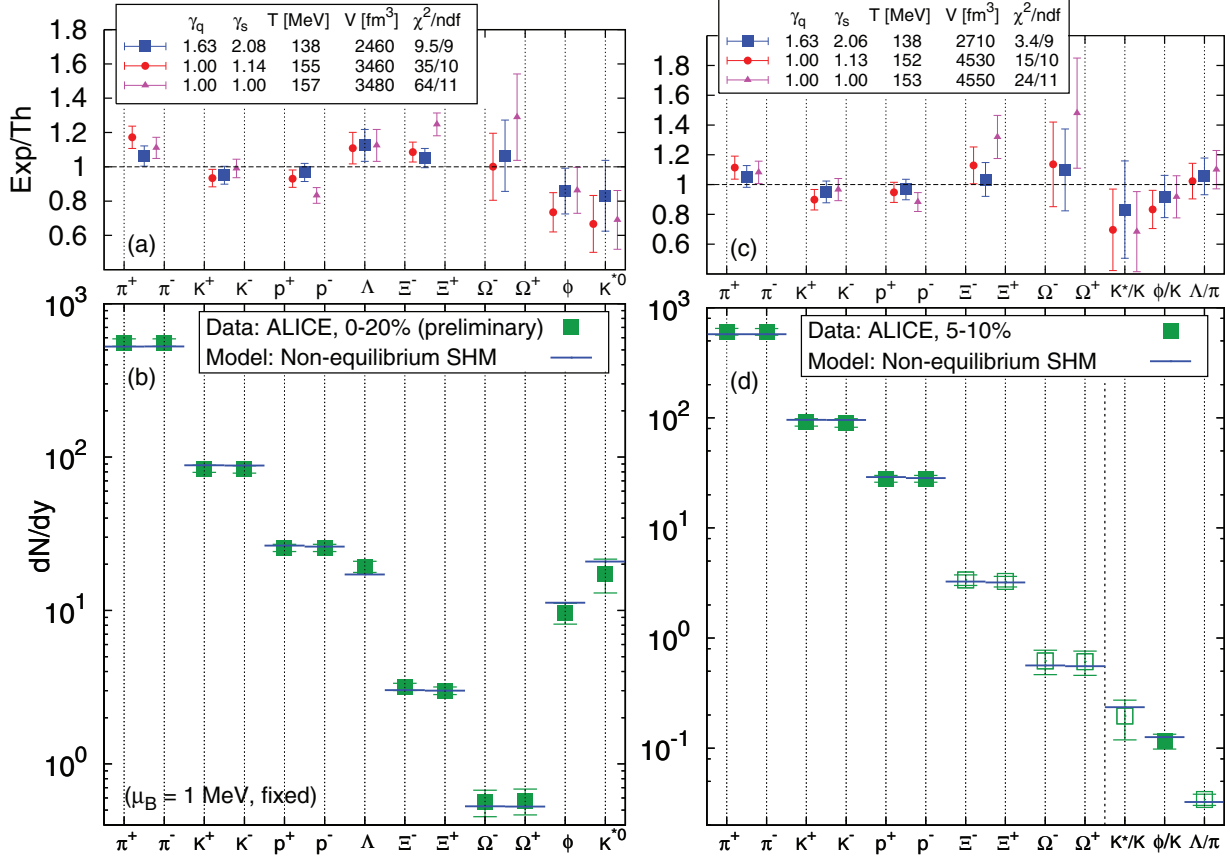 γq γs T [MeV] V [fm³] χ²/ndf
1.63 2.08 138 2460 9.5/9
1.00 1.14 155 3460 35/10
1.00 1.00 157 3480 64/11
1.8
1.6
1.4
1.2
1
0.8
0.6
Exp/Th
(a)
π⁺ π⁻ K⁺ K⁻ p⁺ p⁻ Λ Ξ⁻ Ξ⁺ Ω⁻ Ω⁺ ϕ K*⁰
10³
10²
10¹
10⁰
dN/dy
Data: ALICE, 0-20% (preliminary)
Model: Non-equilibrium SHM
(b)
(μB = 1 MeV, fixed)
π⁺ π⁻ K⁺ K⁻ p⁺ p⁻ Λ Ξ⁻ Ξ⁺ Ω⁻ Ω⁺ ϕ K*⁰
γq γs T [MeV] V [fm³] χ²/ndf
1.63 2.06 138 2710 3.4/9
1.00 1.13 152 4530 15/10
1.00 1.00 153 4550 24/11
1.8
1.6
1.4
1.2
1
0.8
0.6
(c)
π⁺ π⁻ K⁺ K⁻ p⁺ p⁻ Ξ⁻ Ξ⁺ Ω⁻ Ω⁺ K*/K ϕ/K Λ/π
10³
10²
10¹
10⁰
10⁻¹
Data: ALICE, 5-10%
Model: Non-equilibrium SHM
(d)
π⁺ π⁻ K⁺ K⁻ p⁺ p⁻ Ξ⁻ Ξ⁺ Ω⁻ Ω⁺ K*/K ϕ/K Λ/π